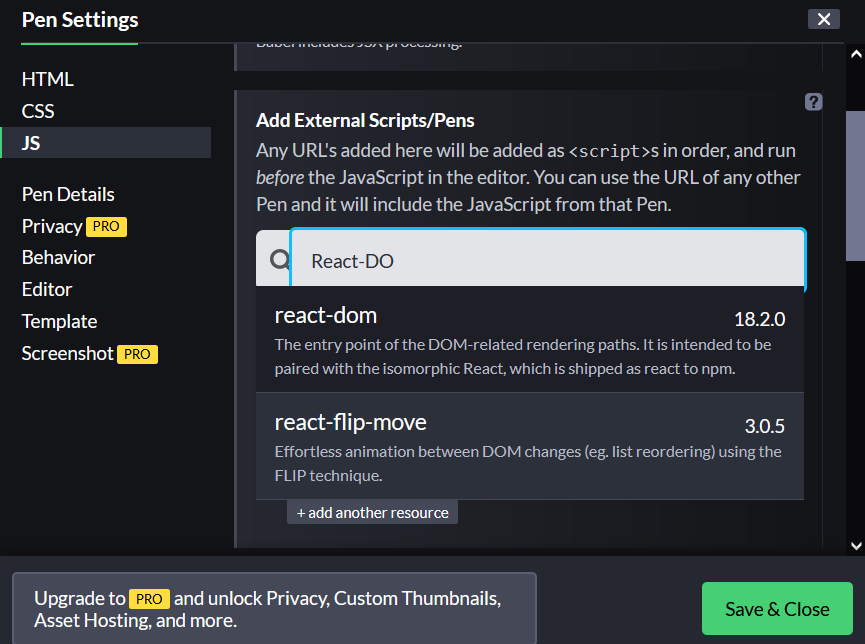 Pen Settings
HTML
CSS
JS
Pen Details
Privacy PRO
Behavior
Editor
Template
Screenshot PRO
Babel includes JSX processing.
?
Add External Scripts/Pens
Any URL's added here will be added as <script>s in order, and run
before the JavaScript in the editor. You can use the URL of any other
Pen and it will include the JavaScript from that Pen.
React-DO
react-dom 18.2.0
The entry point of the DOM-related rendering paths. It is intended to be
paired with the isomorphic React, which is shipped as react to npm.
react-flip-move 3.0.5
Effortless animation between DOM changes (eg. list reordering) using the
FLIP technique.
+ add another resource
Upgrade to PRO and unlock Privacy, Custom Thumbnails,
Asset Hosting, and more.
Save & Close